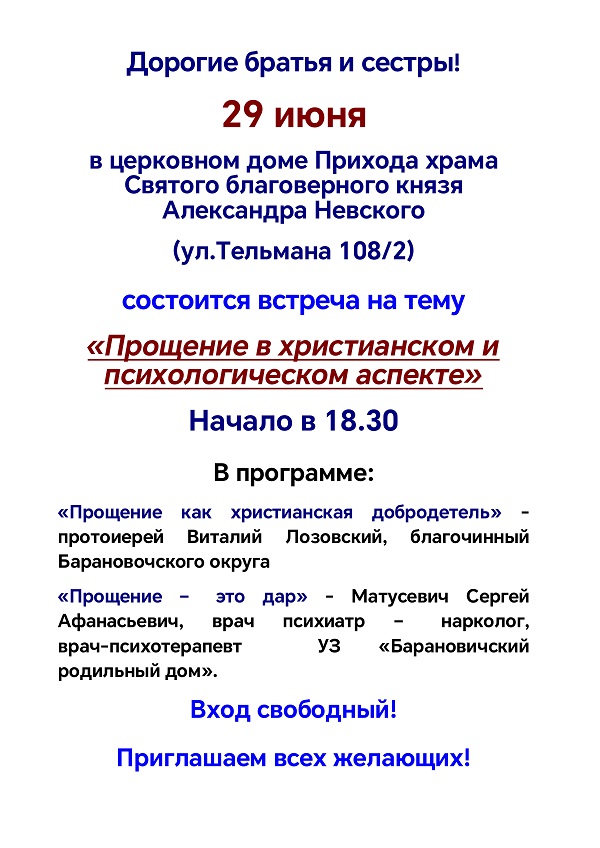 Дорогие братья и сестры!
29 июня
в церковном доме Прихода храма
Святого благоверного князя
Александра Невского
(ул.Тельмана 108/2)
состоится встреча на тему
«Прощение в христианском и
психологическом аспекте»
Начало в 18.30
В программе:
«Прощение как христианская добродетель» -
протоиерей Виталий Лозовский, благочинный
Барановочского округа
«Прощение – это дар» - Матусевич Сергей
Афанасьевич, врач психиатр – нарколог,
врач-психотерапевт УЗ «Барановичский
родильный дом».
Вход свободный!
Приглашаем всех желающих!